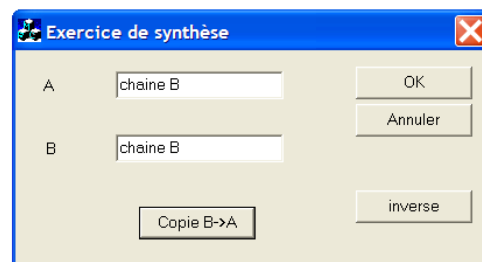 Exercice de synthèse
A
chaine B
OK
Annuler
B
chaine B
inverse
Copie B->A